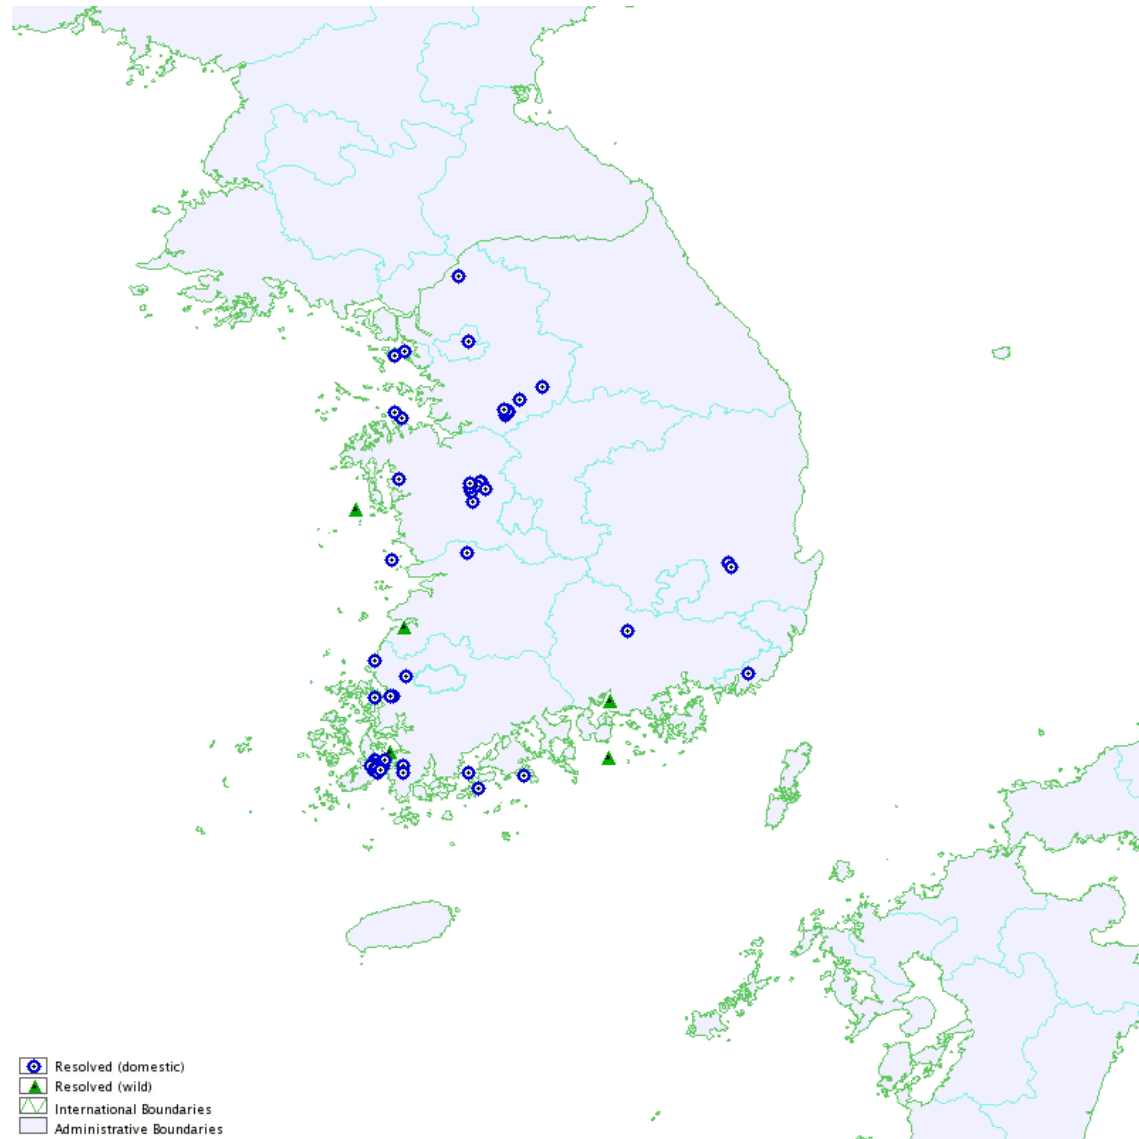 Resolved (domestic)
Resolved (wild)
International Boundaries
Administrative Boundaries